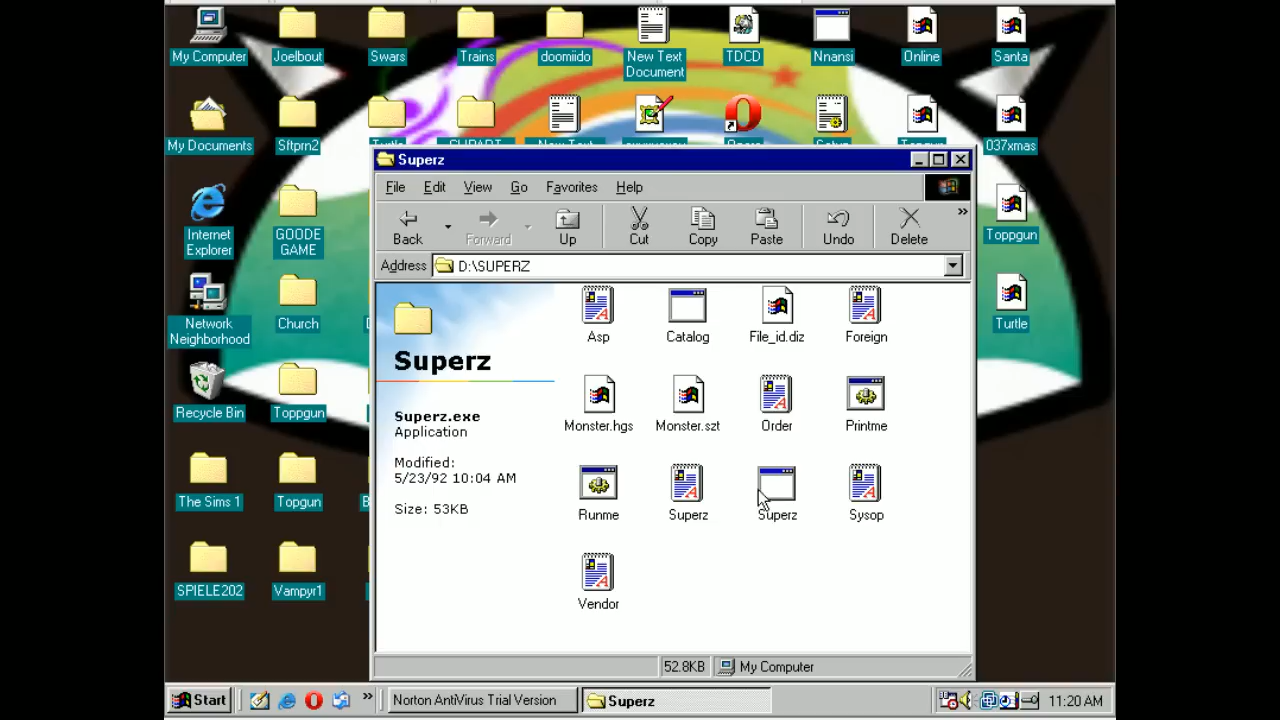 My Computer
Joelbout
Swars
Trains
doomiido
New Text
Document
TDCD
Nnansi
Online
Santa
My Documents
Sftprn2
037xmas
Superz
File Edit View Go Favorites Help
Back Forward Up Cut Copy Paste Undo Delete »
Address D:\SUPERZ
Internet
Explorer
GOODE
GAME
Toppgun
Network
Neighborhood
Church
Turtle
Recycle Bin
Toppgun
The Sims 1
Topgun
SPIELE202
Vampyr1
Superz
Superz.exe
Application
Modified:
5/23/92 10:04 AM
Size: 53KB
Asp Catalog File_id.diz Foreign
Monster.hgs Monster.szt Order Printme
Runme Superz Superz Sysop
Vendor
52.8KB My Computer
Start » Norton AntiVirus Trial Version Superz 11:20 AM